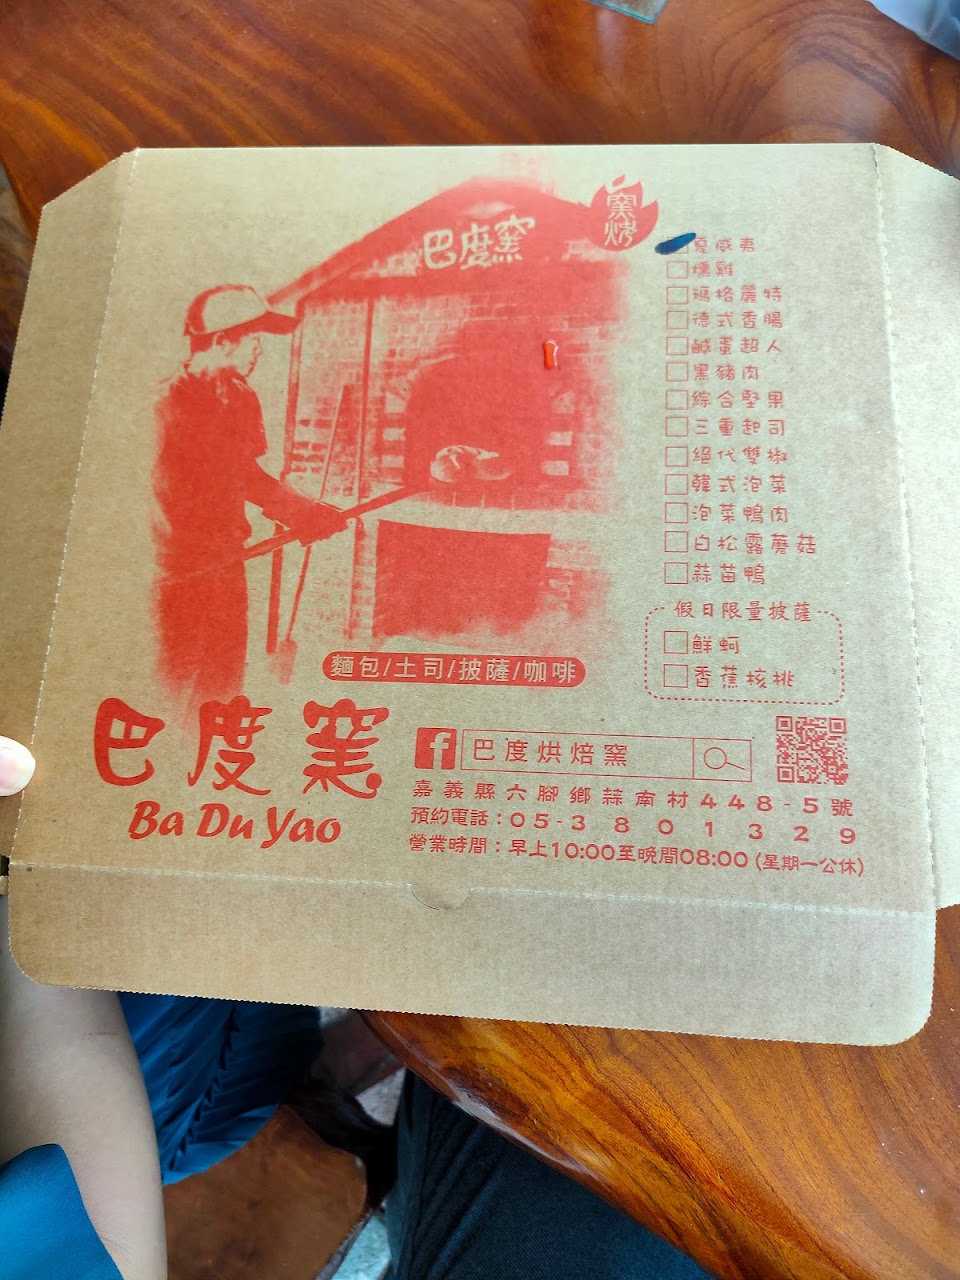 窯烤
巴度窯
夏威夷
燻雞
瑪格麗特
德式香腸
鹹蛋超人
黑豬肉
綜合堅果
三重起司
絕代雙椒
韓式泡菜
泡菜鴨肉
白松露蘑菇
蒜苗鴨
假日限量披薩
鮮蚵
香蕉核桃
麵包/土司/披薩/咖啡
巴度窯
Ba Du Yao
f 巴度烘焙窯
嘉義縣六腳鄉蒜南村448-5號
預約電話:05-3801329
營業時間:早上10:00至晚間08:00(星期一公休)